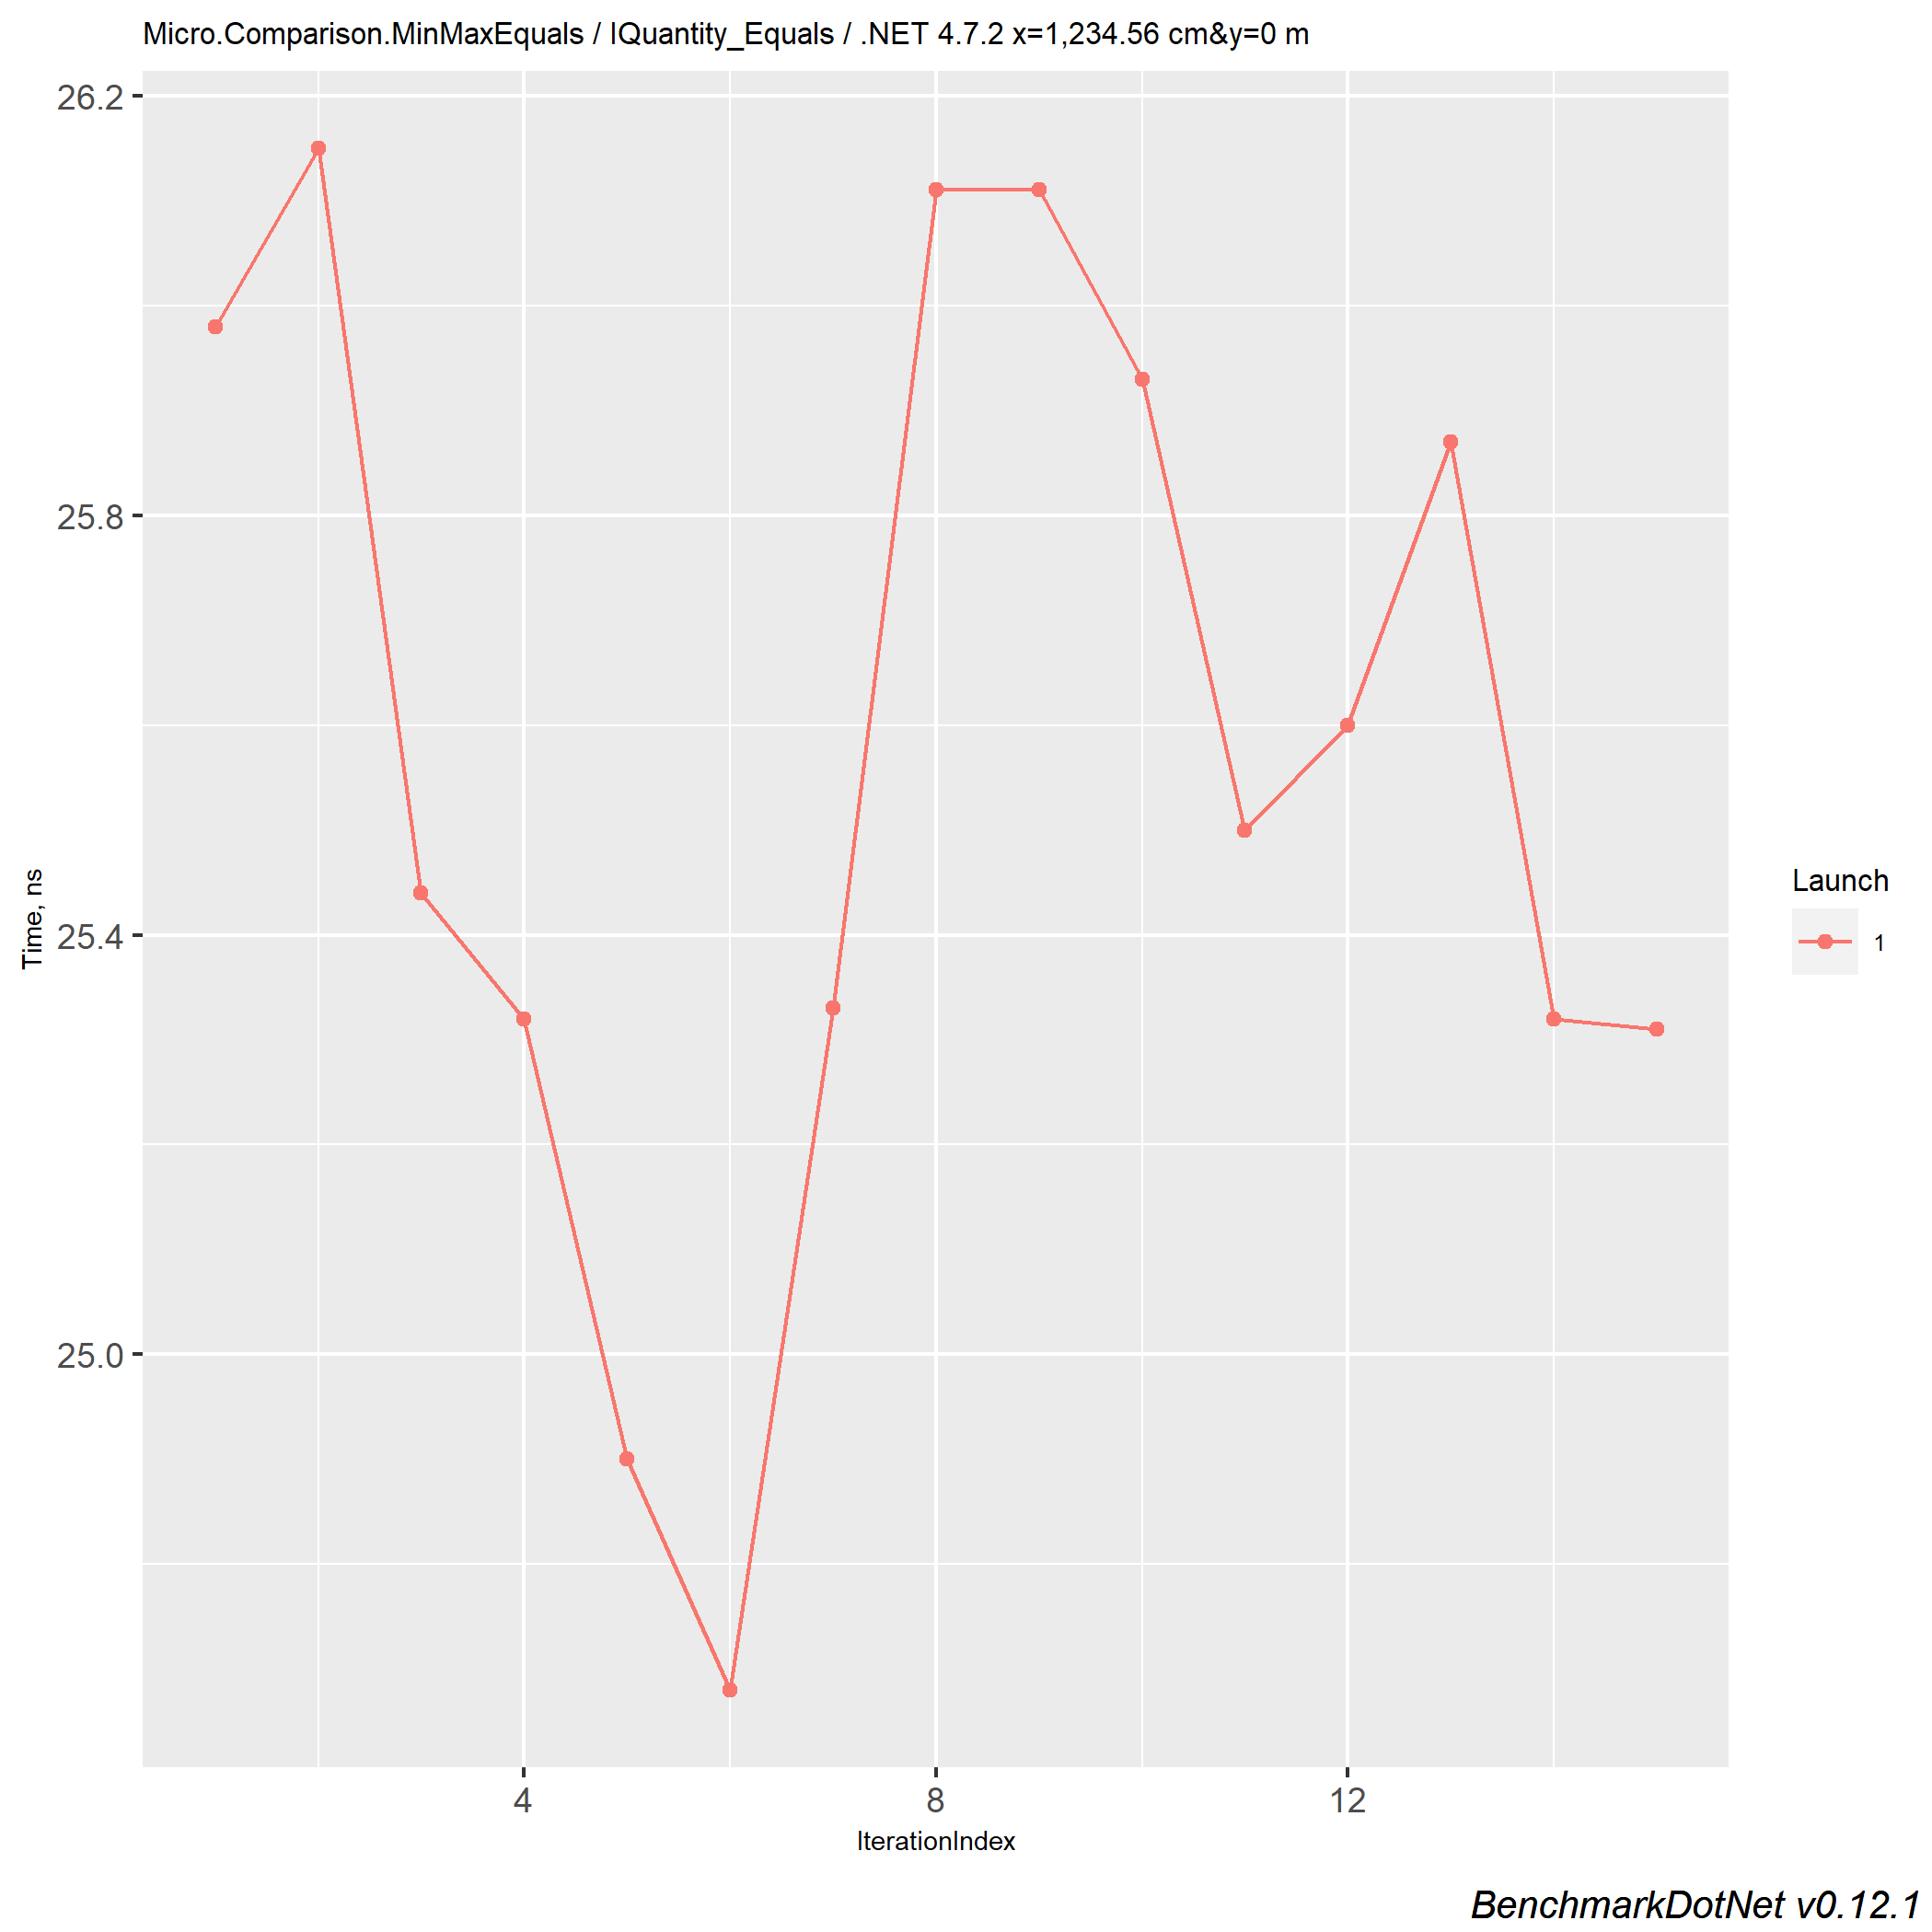 Micro.Comparison.MinMaxEquals / IQuantity_Equals / .NET 4.7.2 x=1,234.56 cm&y=0 m
26.2
25.8
25.4
25.0
Time, ns
4
8
12
IterationIndex
Launch
1
BenchmarkDotNet v0.12.1